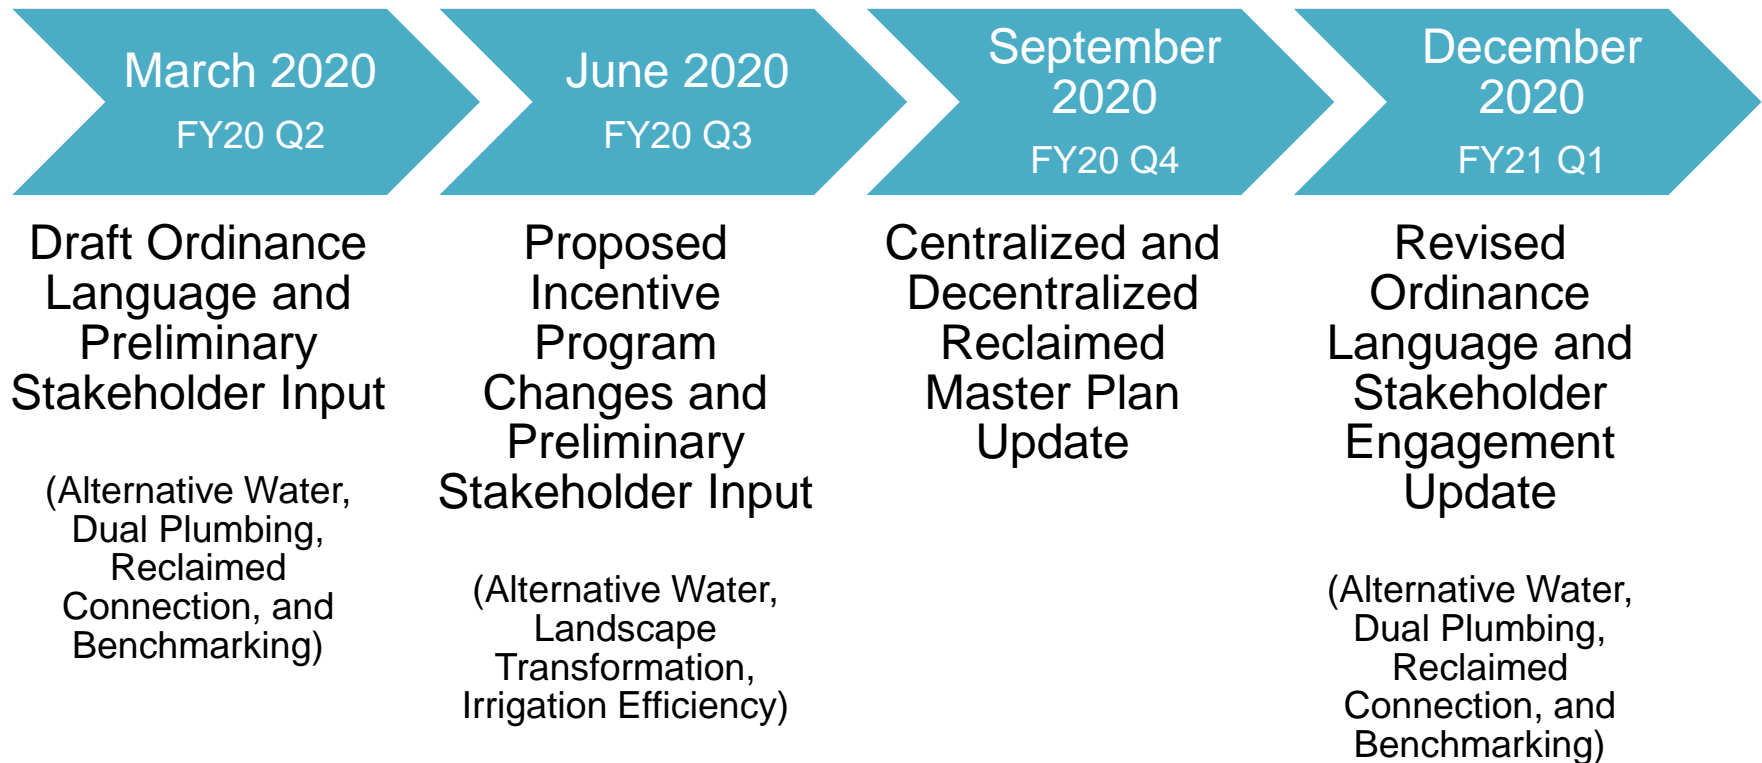 March 2020
FY20 Q2
Draft Ordinance
Language and
Preliminary
Stakeholder Input
(Alternative Water,
Dual Plumbing,
Reclaimed
Connection, and
Benchmarking)
June 2020
FY20 Q3
Proposed
Incentive
Program
Changes and
Preliminary
Stakeholder Input
(Alternative Water,
Landscape
Transformation,
Irrigation Efficiency)
September
2020
FY20 Q4
Centralized and
Decentralized
Reclaimed
Master Plan
Update
December
2020
FY21 Q1
Revised
Ordinance
Language and
Stakeholder
Engagement
Update
(Alternative Water,
Dual Plumbing,
Reclaimed
Connection, and
Benchmarking)